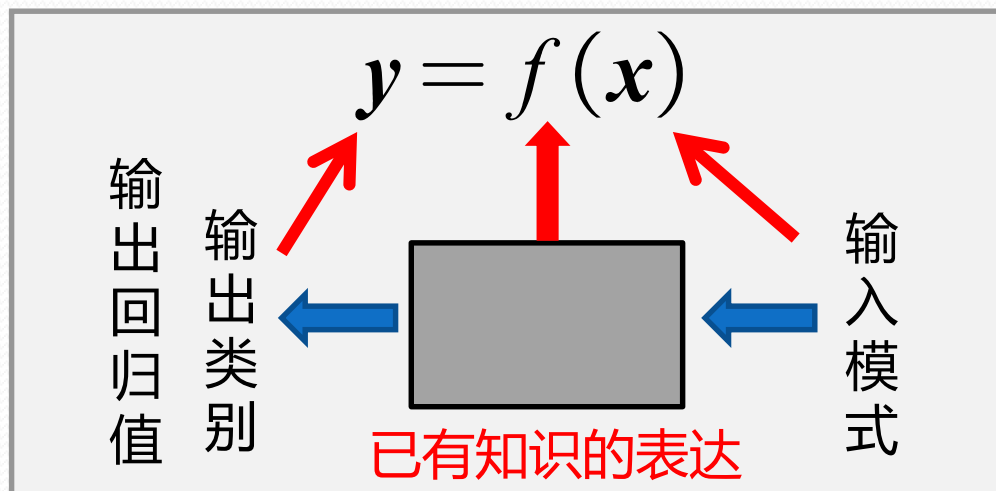 y = f(x)
输出回归值
输出类别
输入模式
已有知识的表达